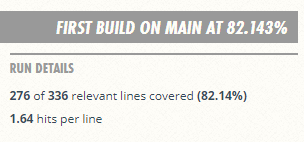 FIRST BUILD ON MAIN AT 82.143%
RUN DETAILS
276 of 336 relevant lines covered (82.14%)
1.64 hits per line